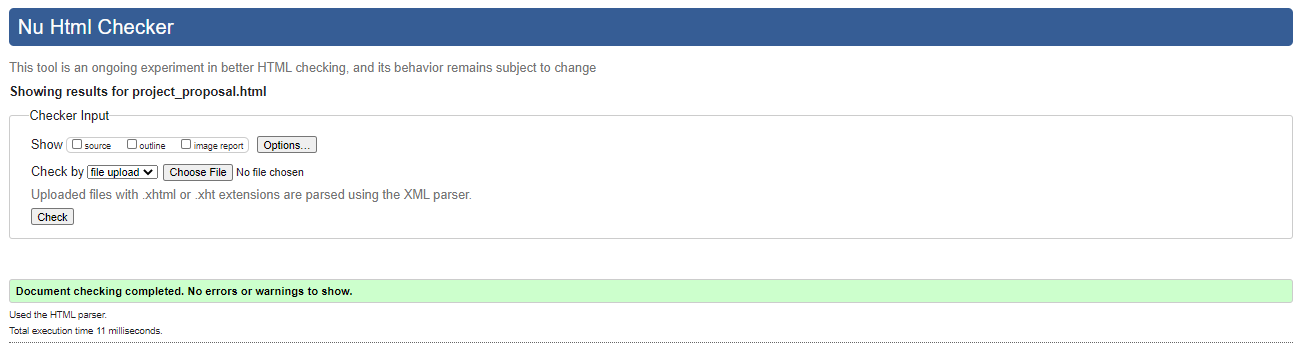 Nu Html Checker
This tool is an ongoing experiment in better HTML checking, and its behavior remains subject to change
Showing results for project_proposal.html
Checker Input
Show source outline image report Options...
Check by file upload Choose File No file chosen
Uploaded files with .xhtml or .xht extensions are parsed using the XML parser.
Check
Document checking completed. No errors or warnings to show.
Used the HTML parser.
Total execution time 11 milliseconds.